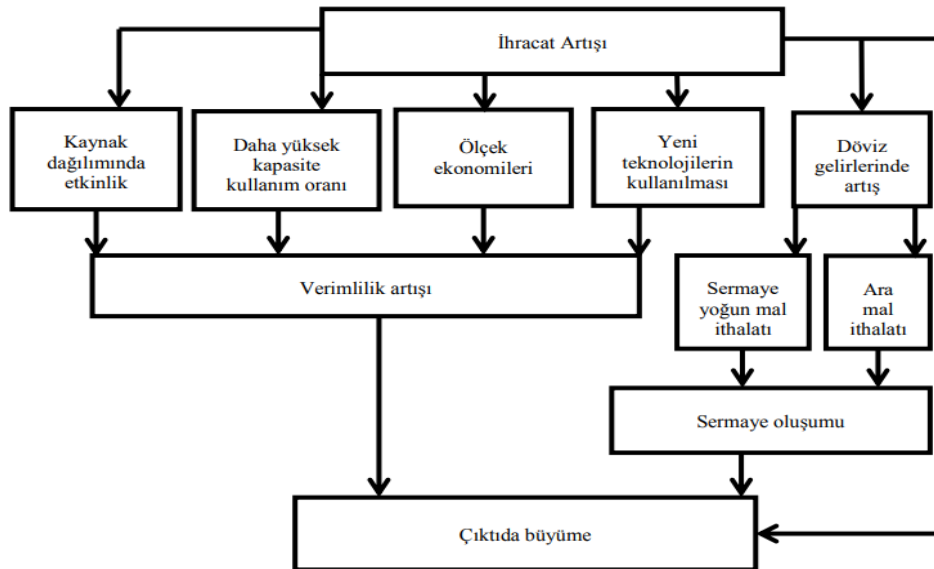 İhracat Artışı
Kaynak
dağılımında
etkinlik
Daha yüksek
kapasite
kullanım oranı
Ölçek
ekonomileri
Yeni
teknolojilerin
kullanılması
Döviz
gelirlerinde
artış
Verimlilik artışı
Sermaye
yoğun mal
ithalatı
Ara
mal
ithalatı
Sermaye oluşumu
Çıktıda büyüme